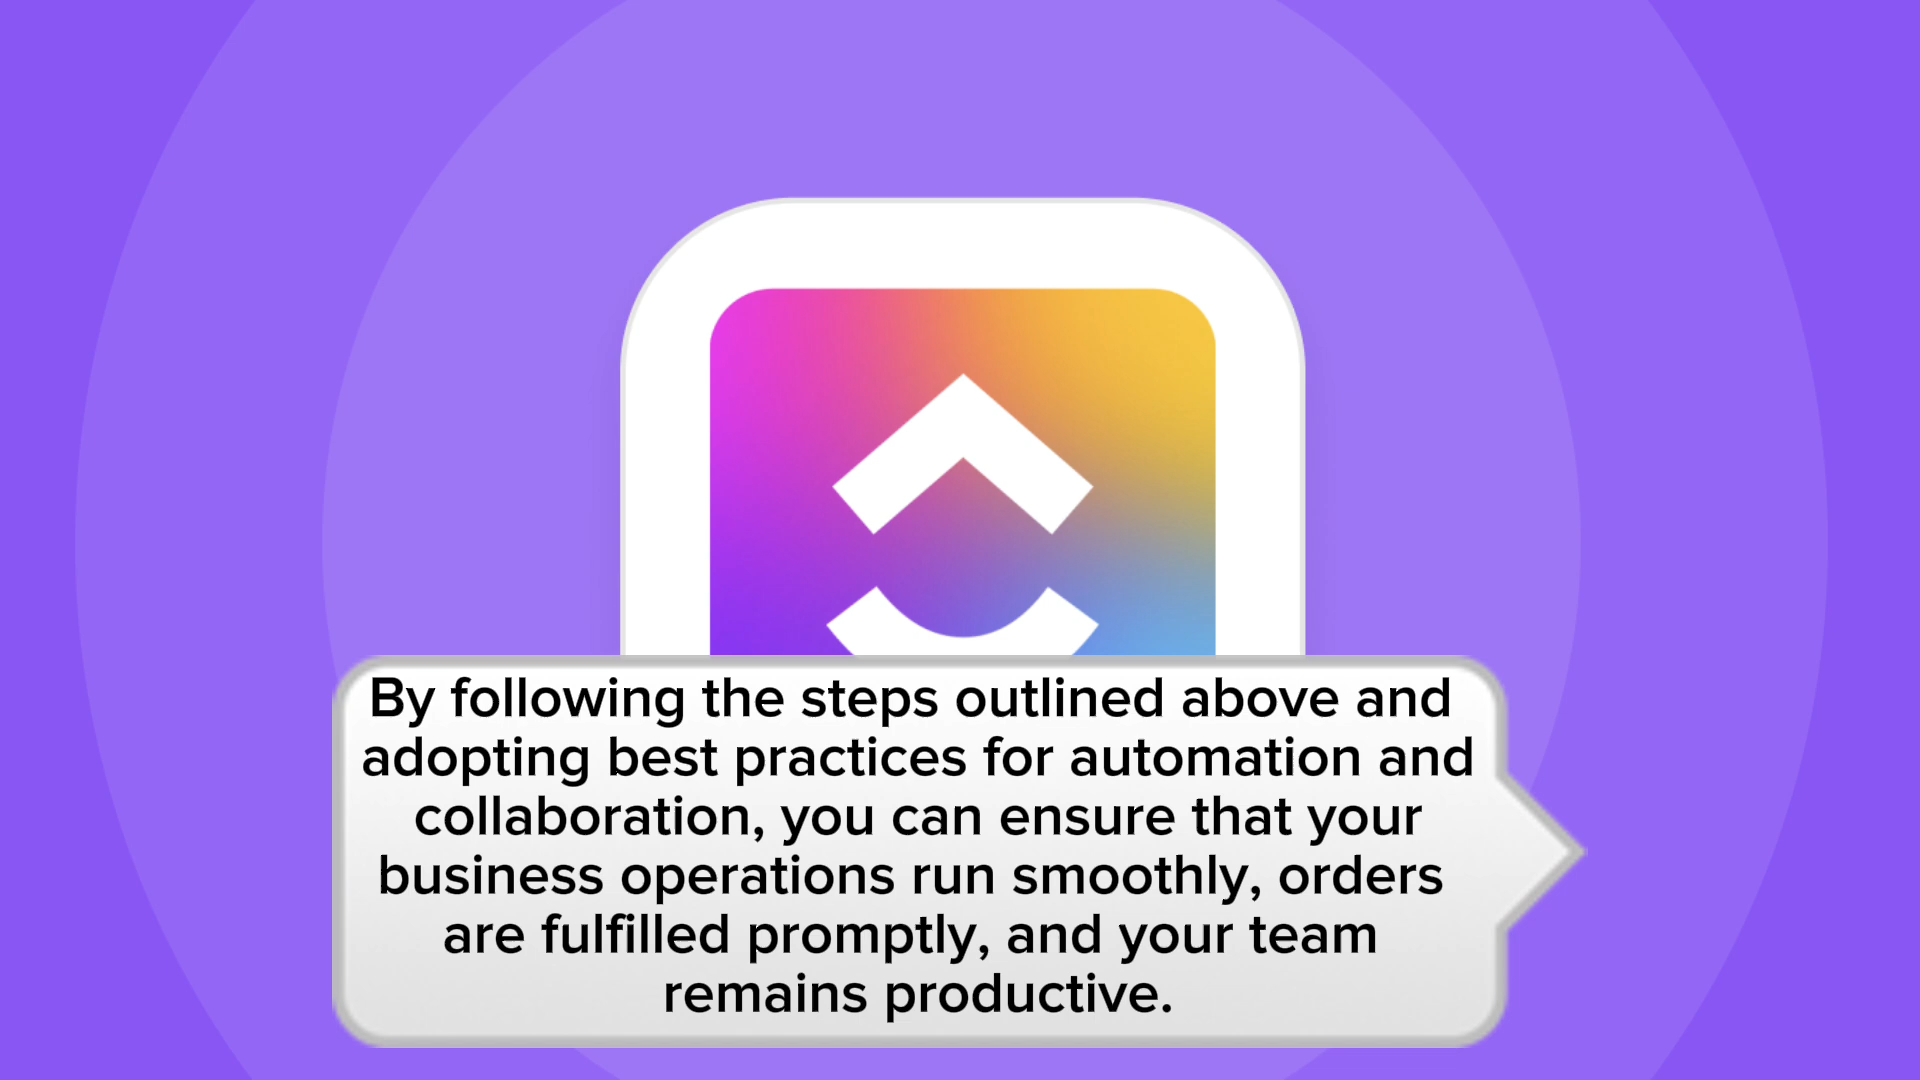 By following the steps outlined above and
adopting best practices for automation and
collaboration, you can ensure that your
business operations run smoothly, orders
are fulfilled promptly, and your team
remains productive.